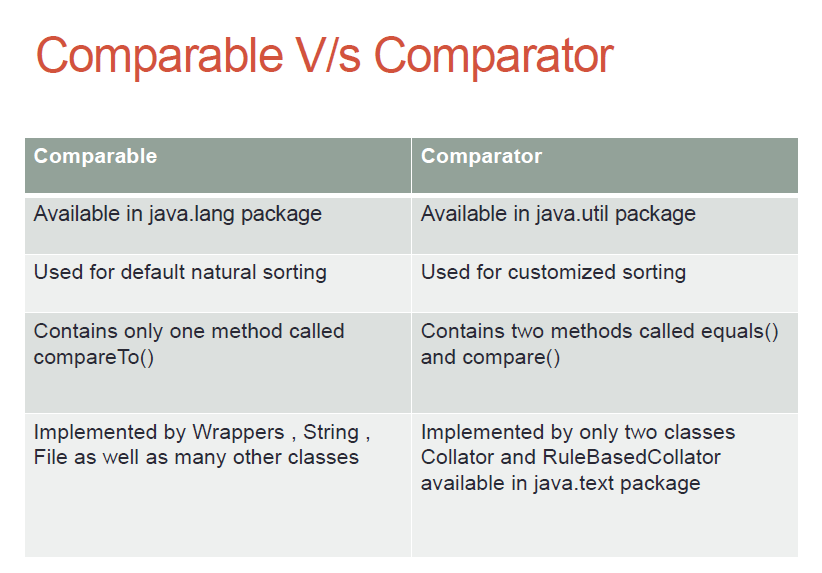 Comparable V/s Comparator
Comparable
Comparator
Available in java.lang package
Available in java.util package
Used for default natural sorting
Used for customized sorting
Contains only one method called
compareTo()
Contains two methods called equals()
and compare()
Implemented by Wrappers , String ,
File as well as many other classes
Implemented by only two classes
Collator and RuleBasedCollator
available in java.text package